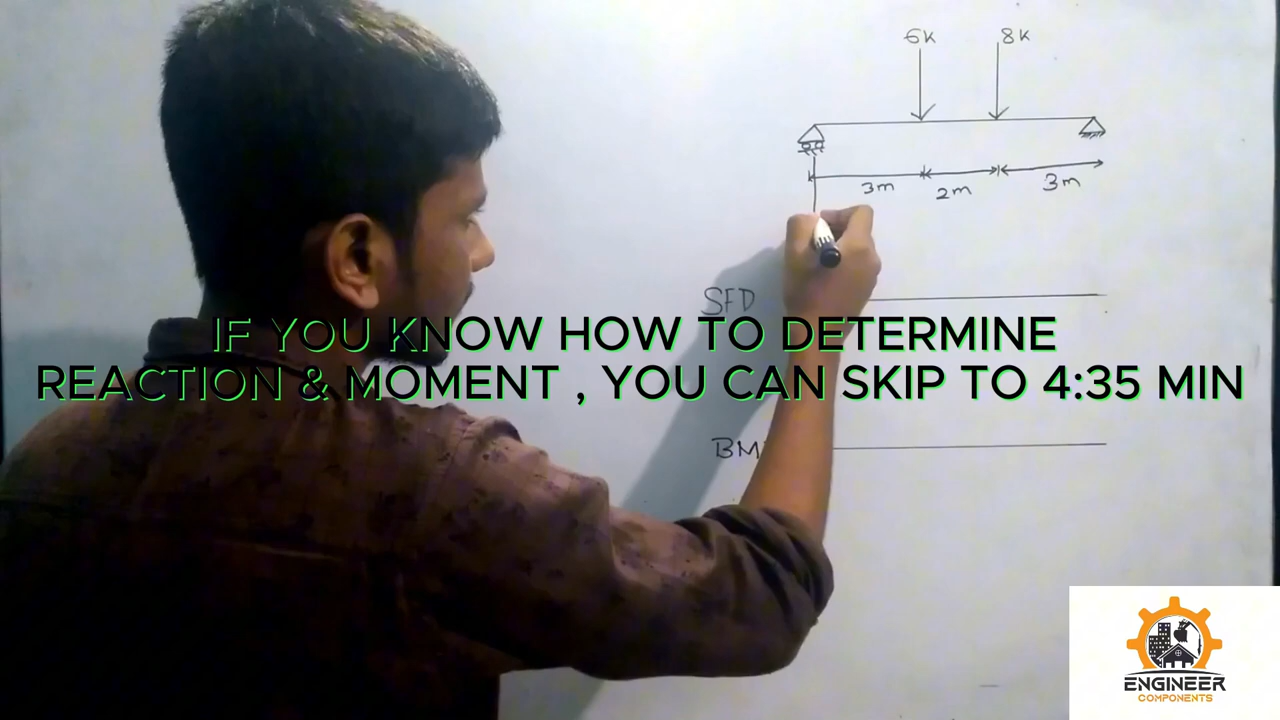 6K 8K
3m 2m 3m
SFD
IF YOU KNOW HOW TO DETERMINE
REACTION & MOMENT , YOU CAN SKIP TO 4:35 MIN
BM
ENGINEER
COMPONENTS